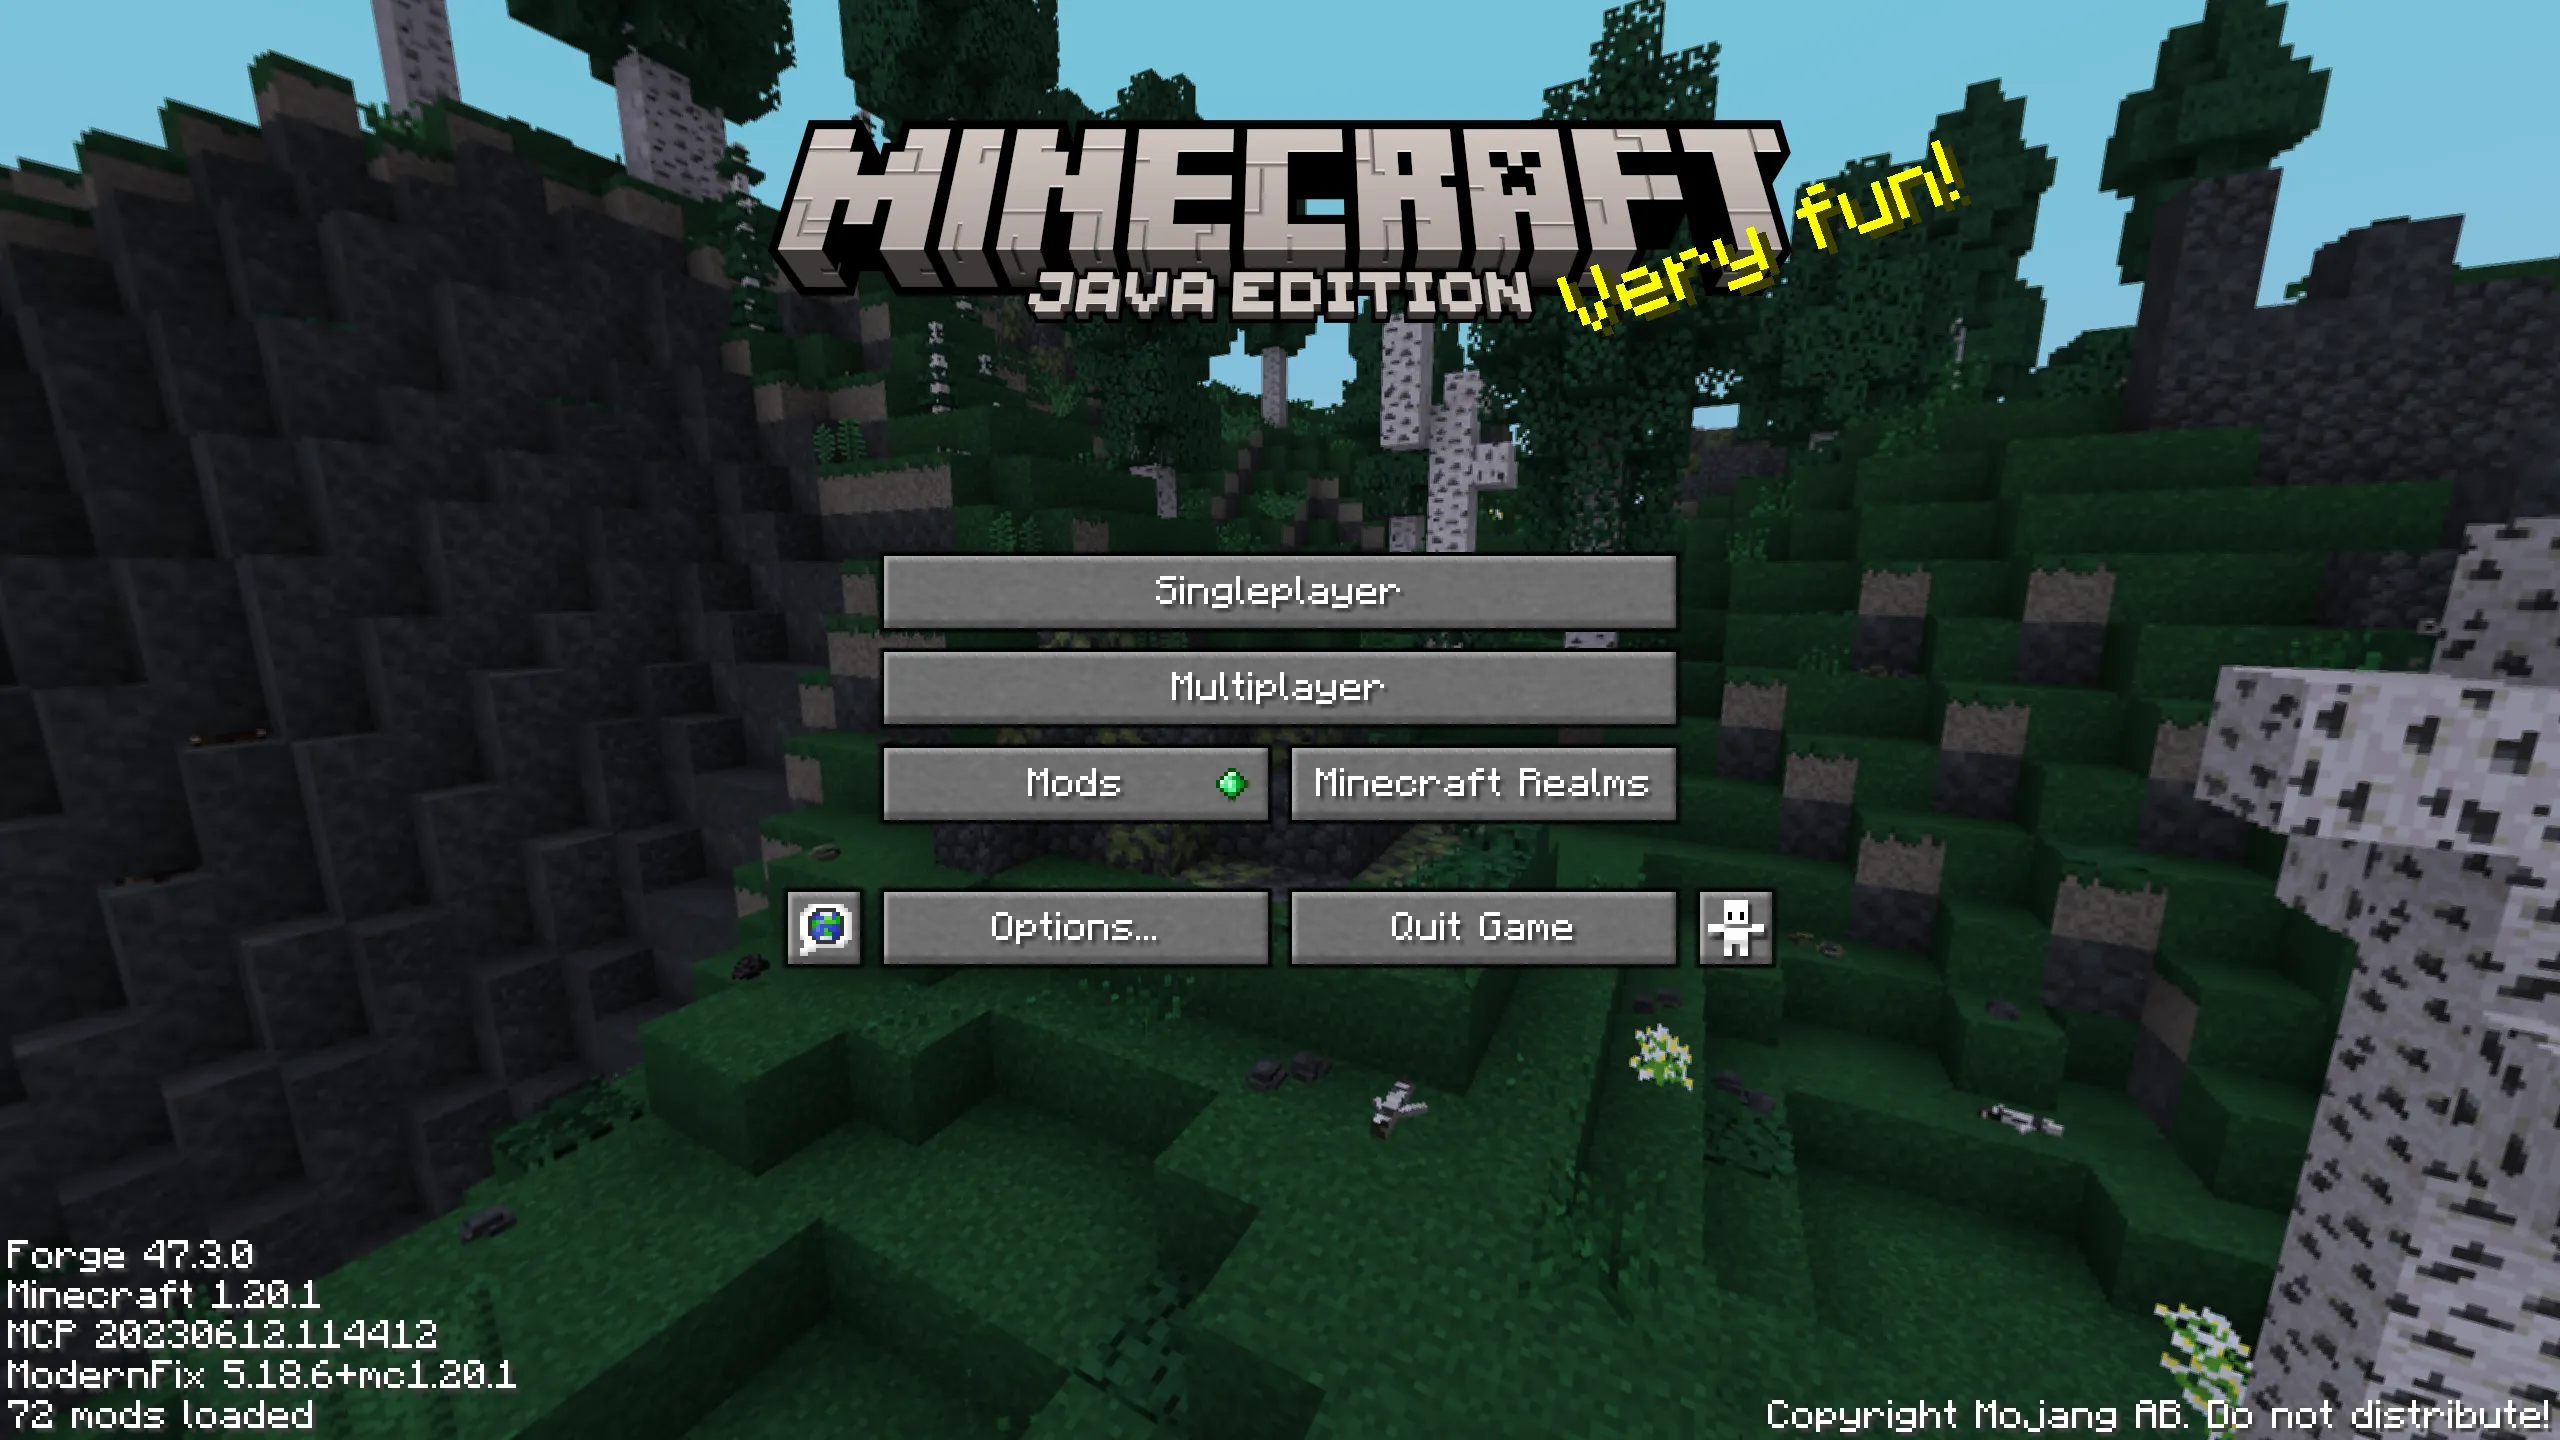 MINECRAFT
JAVA EDITION
Very fun!
Singleplayer
Multiplayer
Mods
Minecraft Realms
Options...
Quit Game
Forge 47.3.0
Minecraft 1.20.1
MCP 20230612.114412
ModernFix 5.18.6+mc1.20.1
72 mods loaded
Copyright Mojang AB. Do not distribute!